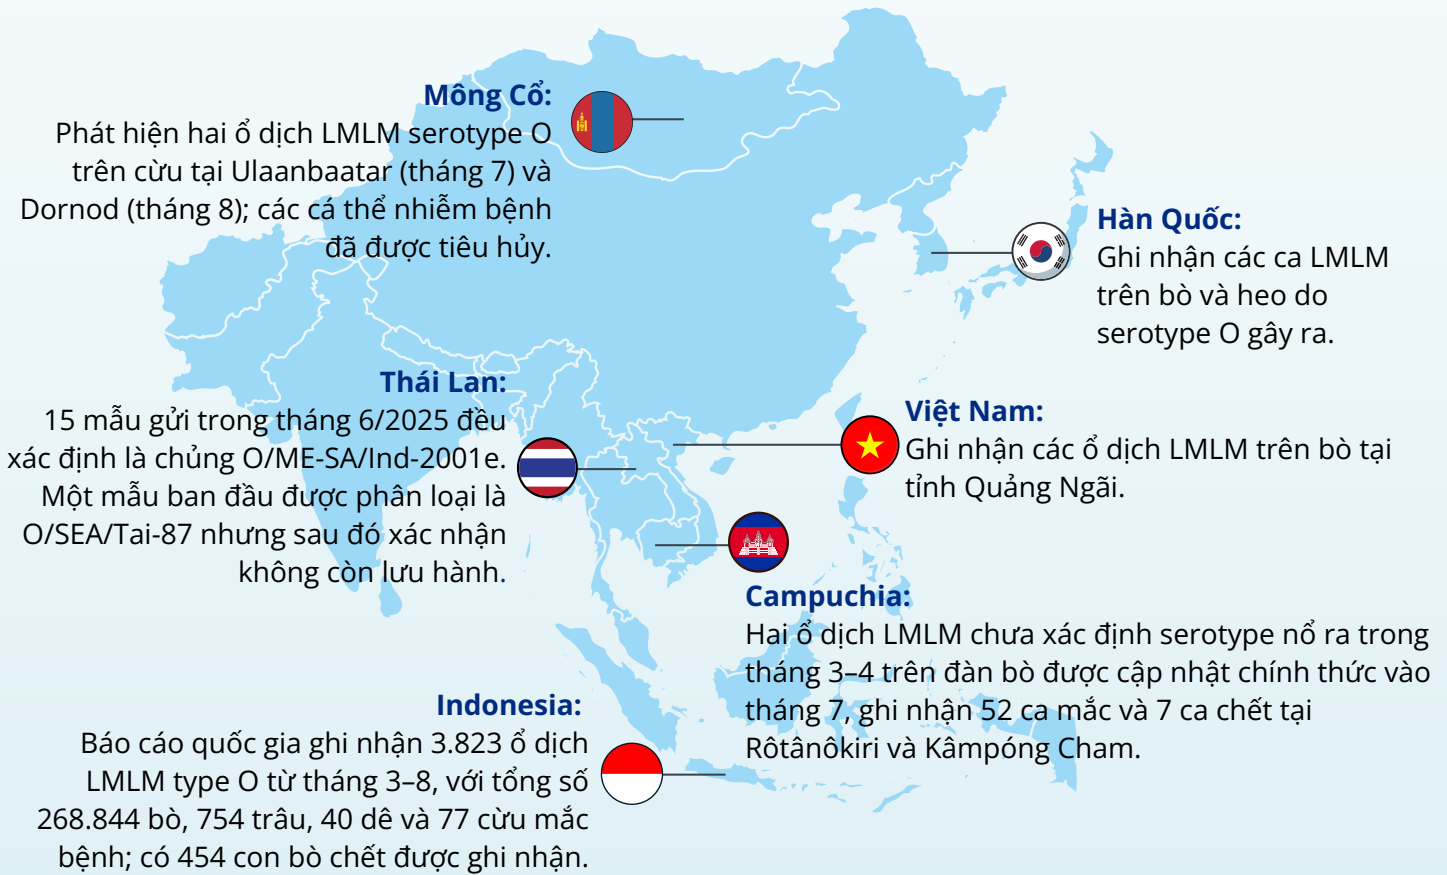 Mông Cổ:
Phát hiện hai ổ dịch LMLM serotype O
trên cừu tại Ulaanbaatar (tháng 7) và
Dornod (tháng 8); các cá thể nhiễm bệnh
đã được tiêu hủy.
Hàn Quốc:
Ghi nhận các ca LMLM
trên bò và heo do
serotype O gây ra.
Thái Lan:
15 mẫu gửi trong tháng 6/2025 đều
xác định là chủng O/ME-SA/Ind-2001e.
Một mẫu ban đầu được phân loại là
O/SEA/Tai-87 nhưng sau đó xác nhận
không còn lưu hành.
Việt Nam:
Ghi nhận các ổ dịch LMLM trên bò tại
tỉnh Quảng Ngãi.
Campuchia:
Hai ổ dịch LMLM chưa xác định serotype nổ ra trong
tháng 3–4 trên đàn bò được cập nhật chính thức vào
tháng 7, ghi nhận 52 ca mắc và 7 ca chết tại
Rôtânôkiri và Kâmpóng Cham.
Indonesia:
Báo cáo quốc gia ghi nhận 3.823 ổ dịch
LMLM type O từ tháng 3–8, với tổng số
268.844 bò, 754 trâu, 40 dê và 77 cừu mắc
bệnh; có 454 con bò chết được ghi nhận.